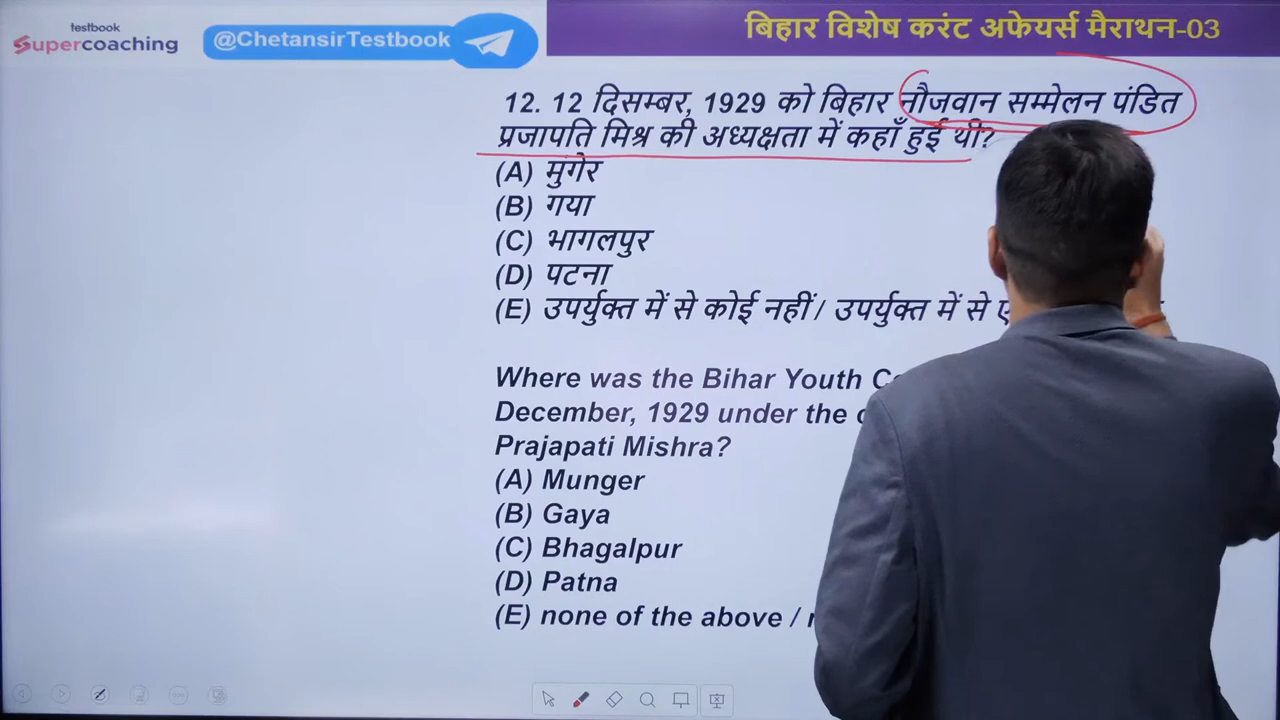 testbook
Supercoaching
@ChetansirTestbook
बिहार विशेष करंट अफेयर्स मैराथन-03
12. 12 दिसम्बर, 1929 को बिहार नौजवान सम्मेलन पंडित
प्रजापति मिश्र की अध्यक्षता में कहाँ हुई थी?
(A) मुंगेर
(B) गया
(C) भागलपुर
(D) पटना
(E) उपर्युक्त में से कोई नहीं/ उपर्युक्त में से
Where was the Bihar Youth
December, 1929 under the
Prajapati Mishra?
(A) Munger
(B) Gaya
(C) Bhagalpur
(D) Patna
(E) none of the above /